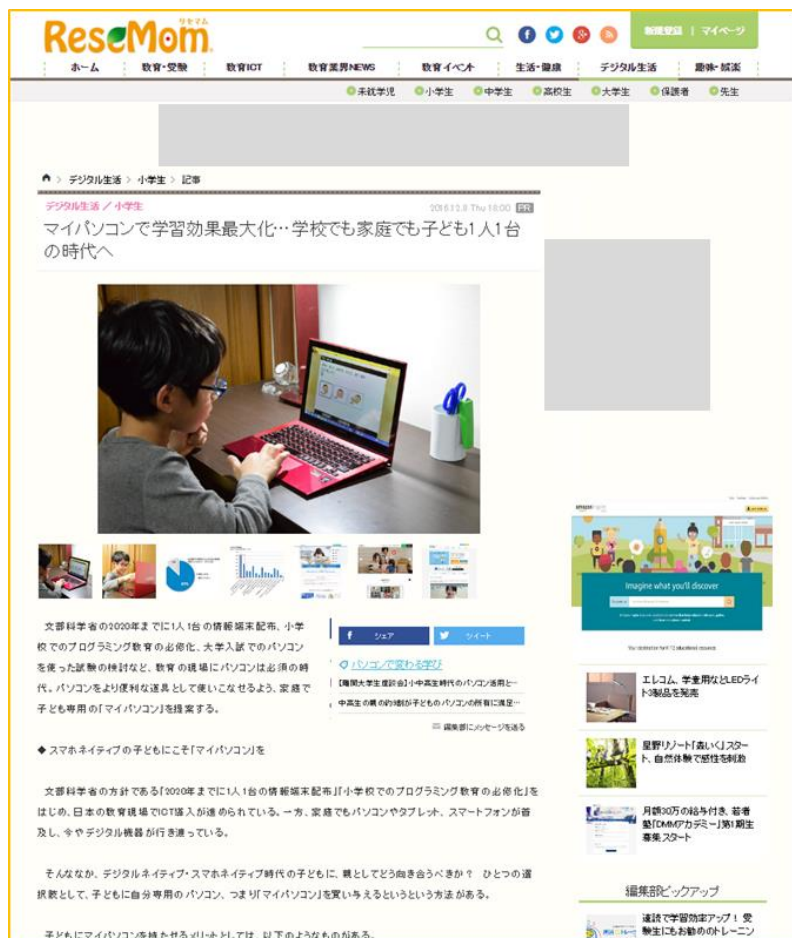 リセマム
ReseMom.
新規登録 | マイページ
ホーム
教育・受験
教育ICT
教育業界NEWS
教育イベント
生活・健康
デジタル生活
趣味・娯楽
未就学児
小学生
中学生
高校生
大学生
保護者
先生
デジタル生活 > 小学生 > 記事
デジタル生活 / 小学生
2016.12.8 Thu 18:00 PR
マイパソコンで学習効果最大化…学校でも家庭でも子ども1人1台
の時代へ
Imagine what you'll discover
文部科学省の2020年までに1人1台の情報端末配布、小学
校でのプログラミング教育の必修化、大学入試でのパソコン
を使った試験の検討など、教育の現場にパソコンは必須の時
代。パソコンをより便利な道具として使いこなせるよう、家庭で
子ども専用の「マイパソコン」を提案する。
シェア
ツイート
パソコンで変わる学び
【難関大学生座談会】小中高生時代のパソコン活用と…
中高生の親の約9割が子どものパソコンの所有に満足…
編集部にメッセージを送る
◆ スマホネイティブの子どもにこそ「マイパソコン」を
文部科学省の方針である「2020年までに1人1台の情報端末配布」「小学校でのプログラミング教育の必修化」を
はじめ、日本の教育現場でICT導入が進められている。一方、家庭でもパソコンやタブレット、スマートフォンが普
及し、今やデジタル機器が行き渡っている。
そんななか、デジタルネイティブ・スマホネイティブ時代の子どもに、親としてどう向き合うべきか? ひとつの選
択肢として、子どもに自分専用のパソコン、つまり「マイパソコン」を買い与えるというという方法がある。
子どもにマイパソコンを持たせるメリットとしては、以下のようなものがある。
エレコム、学童用などLEDライ
ト3製品を発売
星野リゾート「森いく」スター
ト、自然体験で感性を刺激
月額30万の給与付き、若者
塾「DMMアカデミー」第1期生
募集スタート
編集部ピックアップ
速読で学習効率アップ! 受
験生にもお勧めのトレーニン